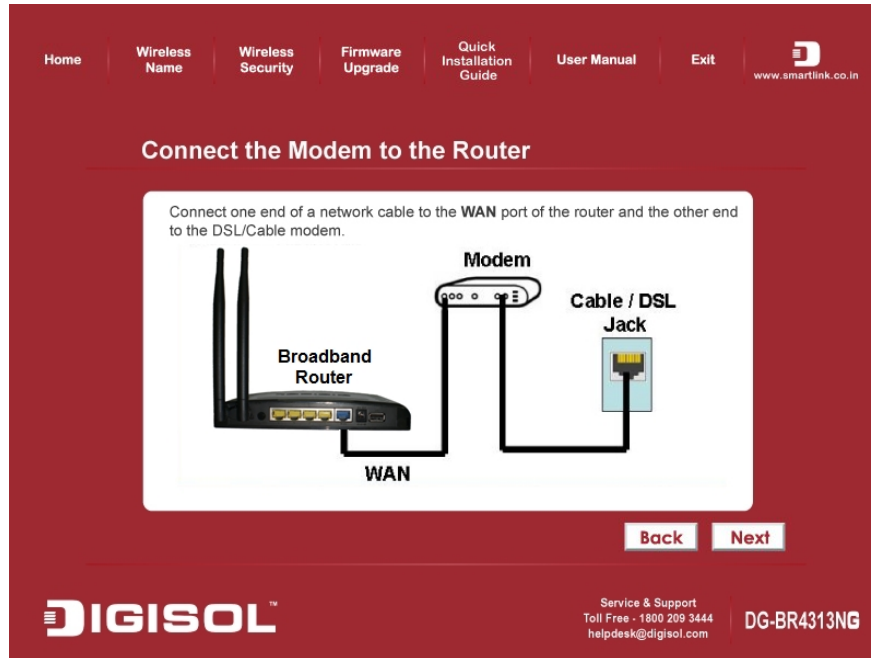 Home
Wireless
Name
Wireless
Security
Firmware
Upgrade
Quick
Installation
Guide
User Manual
Exit
www.smartlink.co.in
Connect the Modem to the Router
Connect one end of a network cable to the WAN port of the router and the other end
to the DSL/Cable modem.
Modem
Cable / DSL
Jack
Broadband
Router
WAN
Back
Next
DIGISOL™
Service & Support
Toll Free - 1800 209 3444
helpdesk@digisol.com
DG-BR4313NG